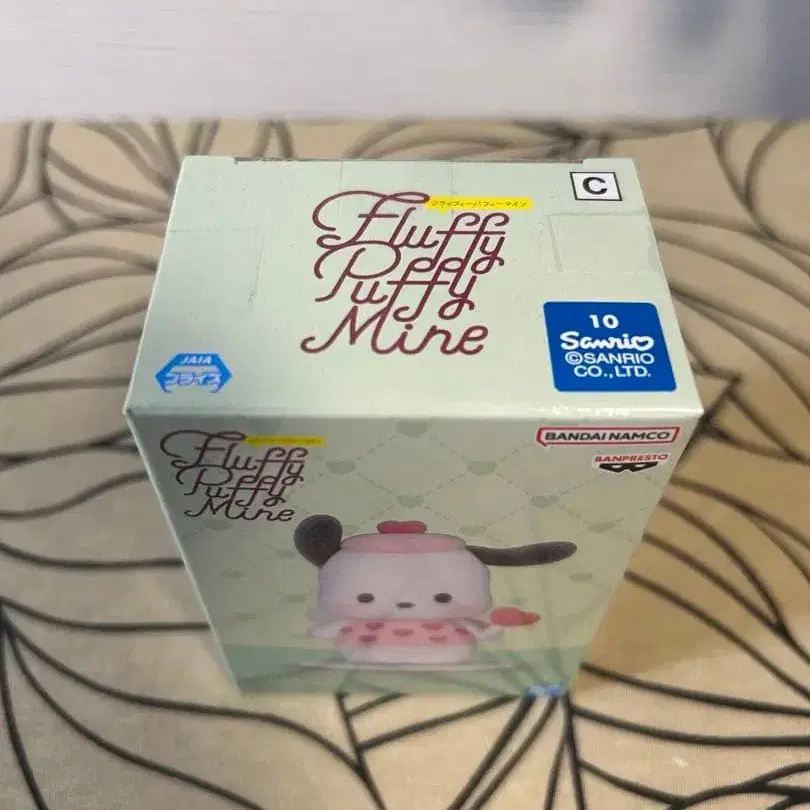 C
フラッフィーパフィーマイン
Fluffy
Puffy
Mine
10
Sanrio
©SANRIO
CO.,LTD.
JAIA
プライズ
BANDAI NAMCO
BANPRESTO
Fluffy
Puffy
Mine